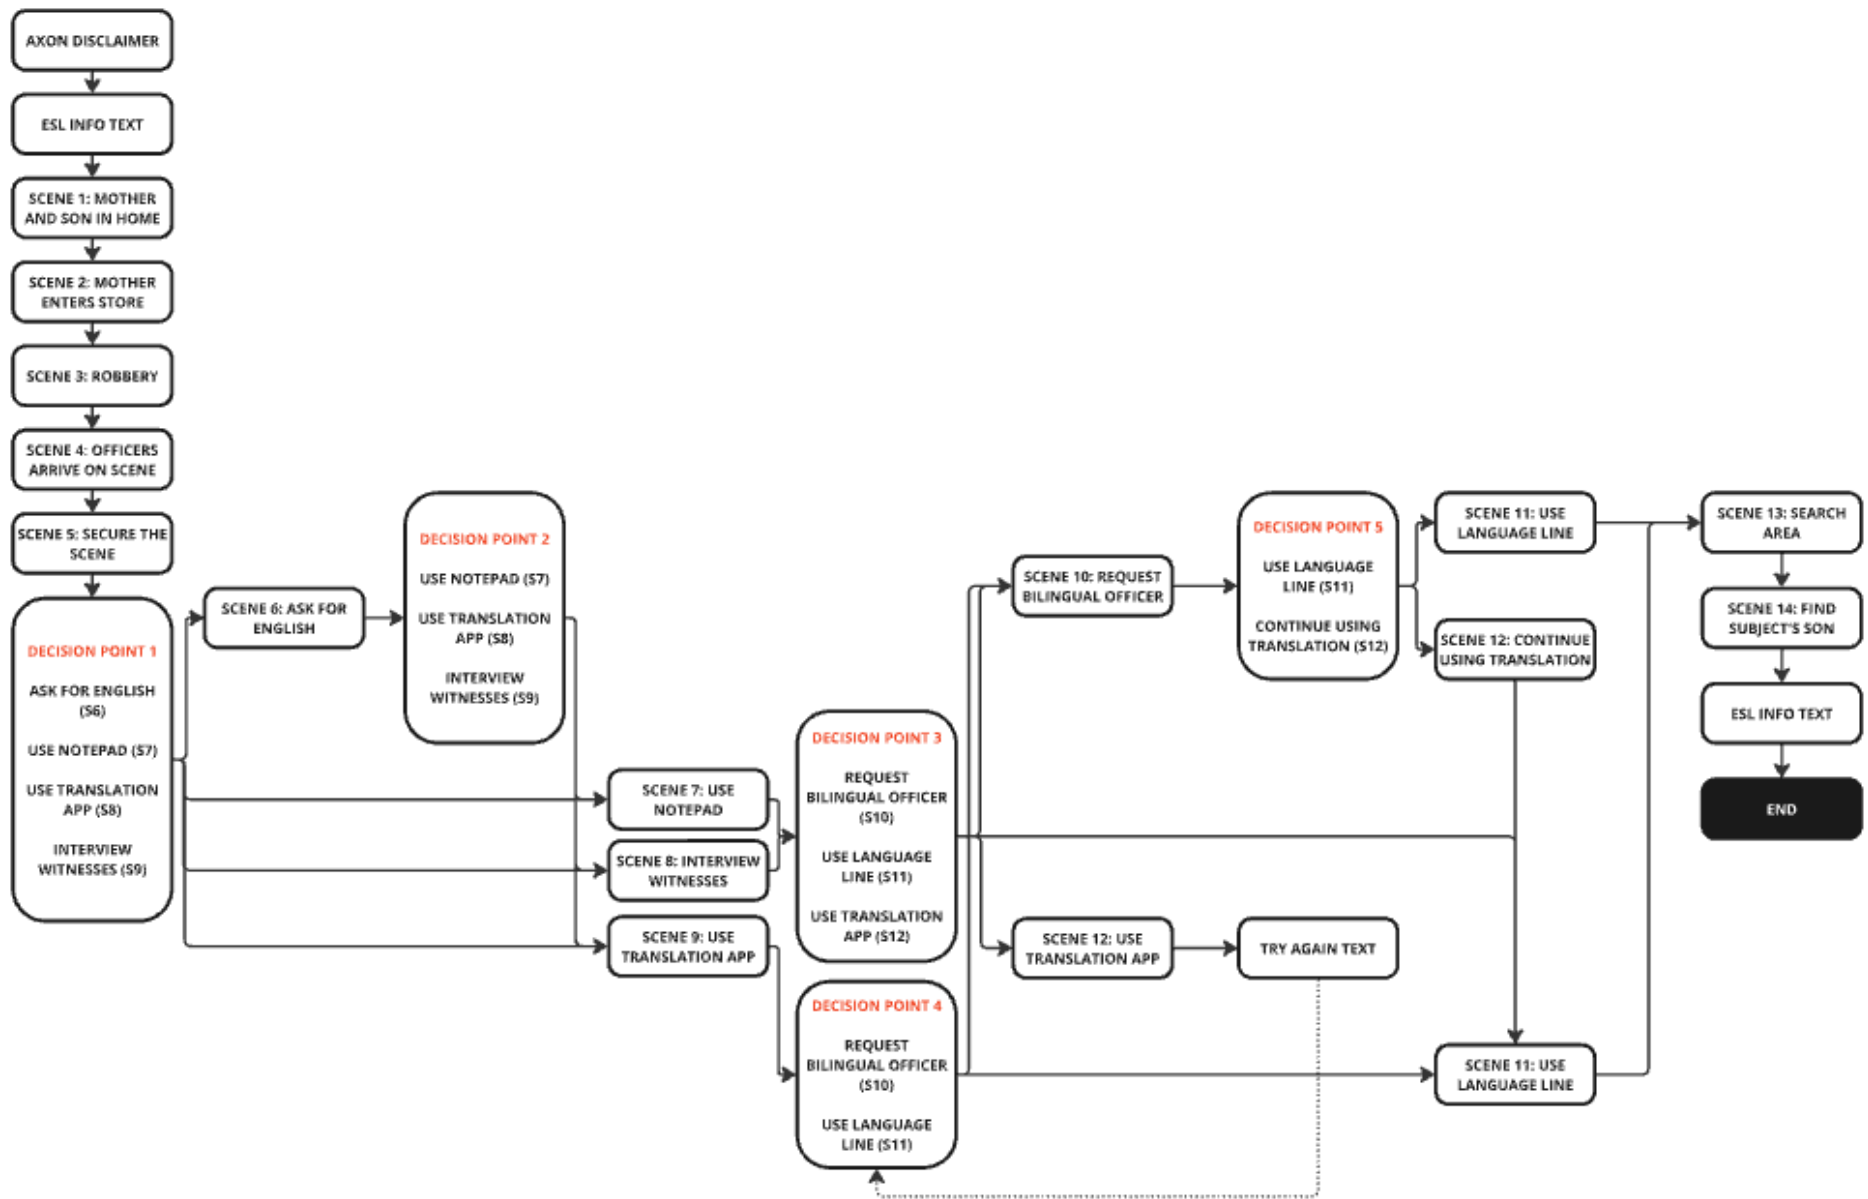 AXON DISCLAIMER
ESL INFO TEXT
SCENE 1: MOTHER
AND SON IN HOME
SCENE 2: MOTHER
ENTERS STORE
SCENE 3: ROBBERY
SCENE 4: OFFICERS
ARRIVE ON SCENE
SCENE 5: SECURE THE
SCENE
DECISION POINT 1
ASK FOR ENGLISH
(S6)
USE NOTEPAD (S7)
USE TRANSLATION
APP (S8)
INTERVIEW
WITNESSES (S9)
SCENE 6: ASK FOR
ENGLISH
DECISION POINT 2
USE NOTEPAD (S7)
USE TRANSLATION
APP (S8)
INTERVIEW
WITNESSES (S9)
SCENE 7: USE
NOTEPAD
SCENE 8: INTERVIEW
WITNESSES
SCENE 9: USE
TRANSLATION APP
DECISION POINT 3
REQUEST
BILINGUAL OFFICER
(S10)
USE LANGUAGE
LINE (S11)
USE TRANSLATION
APP (S12)
DECISION POINT 4
REQUEST
BILINGUAL OFFICER
(S10)
USE LANGUAGE
LINE (S11)
SCENE 10: REQUEST
BILINGUAL OFFICER
SCENE 12: USE
TRANSLATION APP
TRY AGAIN TEXT
DECISION POINT 5
USE LANGUAGE
LINE (S11)
CONTINUE USING
TRANSLATION (S12)
SCENE 11: USE
LANGUAGE LINE
SCENE 12: CONTINUE
USING TRANSLATION
SCENE 11: USE
LANGUAGE LINE
SCENE 13: SEARCH
AREA
SCENE 14: FIND
SUBJECT'S SON
ESL INFO TEXT
END